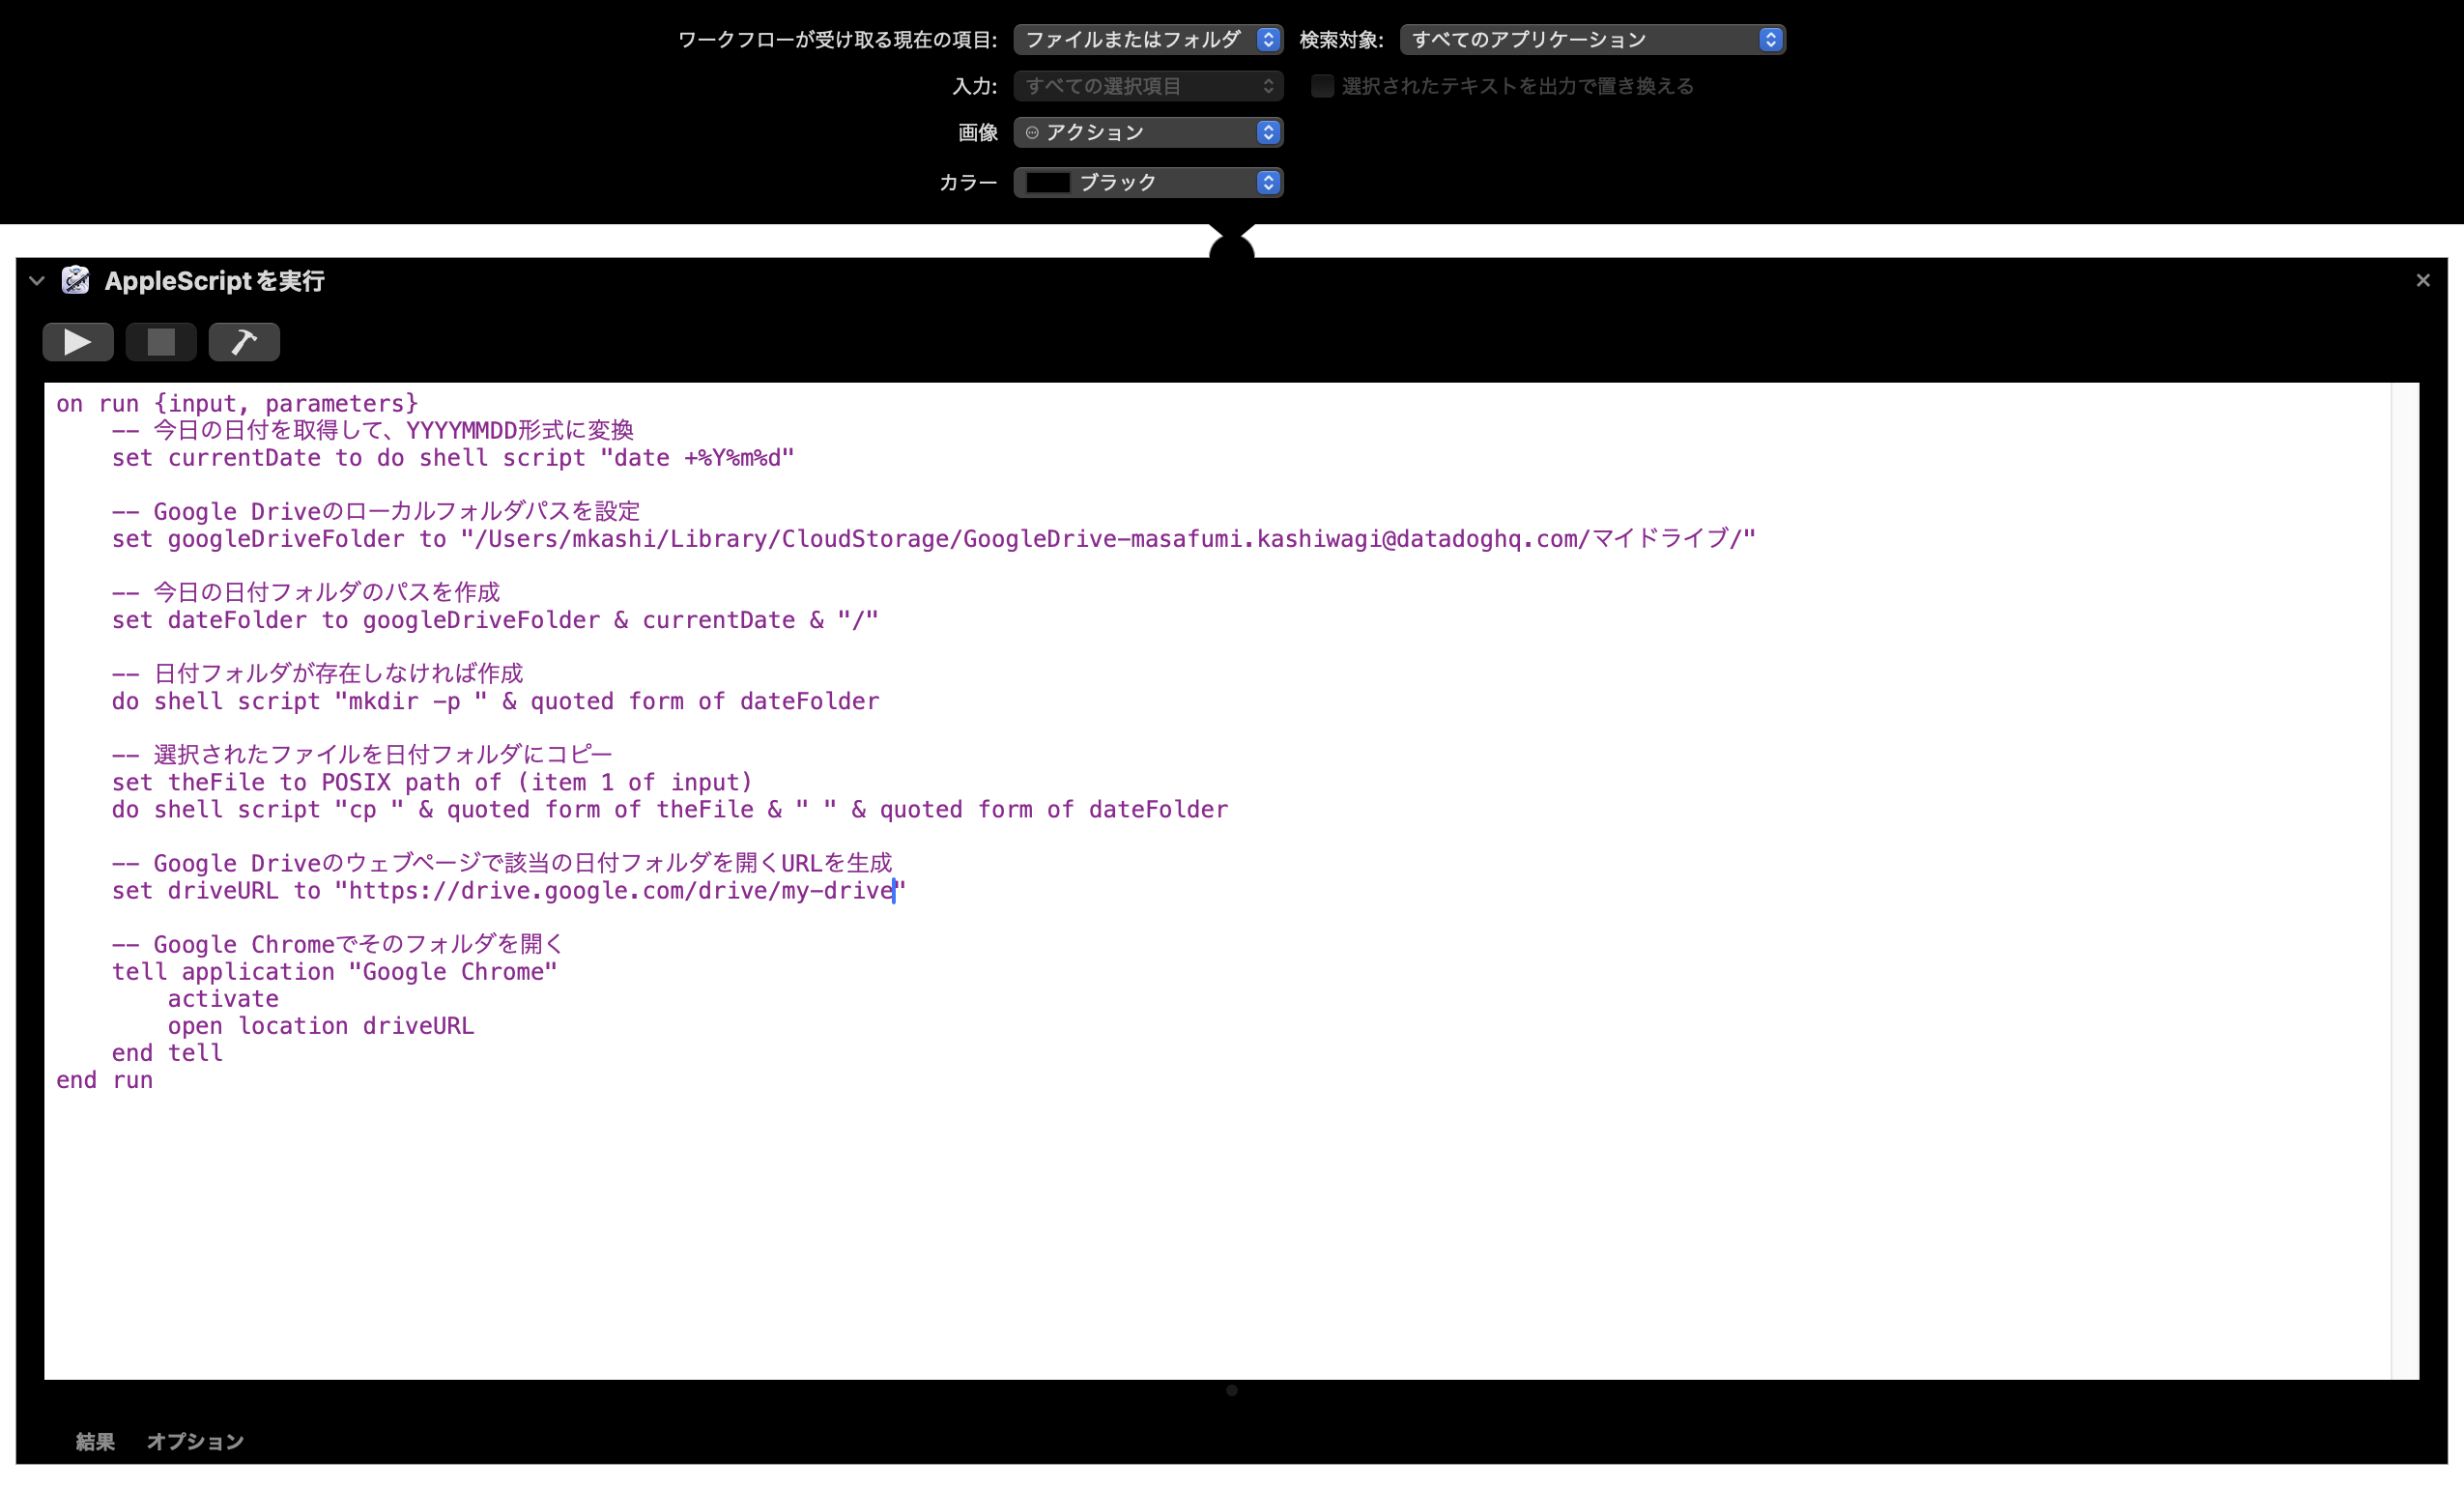 ワークフローが受け取る現在の項目: ファイルまたはフォルダ 検索対象: すべてのアプリケーション
入力: すべての選択項目 選択されたテキストを出力で置き換える
画像 アクション
カラー ブラック
AppleScriptを実行
on run {input, parameters}
-- 今日の日付を取得して、YYYYMMDD形式に変換
set currentDate to do shell script "date +%Y%m%d"
-- Google Driveのローカルフォルダパスを設定
set googleDriveFolder to "/Users/mkashi/Library/CloudStorage/GoogleDrive-masafumi.kashiwagi@datadoghq.com/マイドライブ/"
-- 今日の日付フォルダのパスを作成
set dateFolder to googleDriveFolder & currentDate & "/"
-- 日付フォルダが存在しなければ作成
do shell script "mkdir -p " & quoted form of dateFolder
-- 選択されたファイルを日付フォルダにコピー
set theFile to POSIX path of (item 1 of input)
do shell script "cp " & quoted form of theFile & " " & quoted form of dateFolder
-- Google Driveのウェブページで該当の日付フォルダを開くURLを生成
set driveURL to "https://drive.google.com/drive/my-drive"
-- Google Chromeでそのフォルダを開く
tell application "Google Chrome"
activate
open location driveURL
end tell
end run
結果 オプション